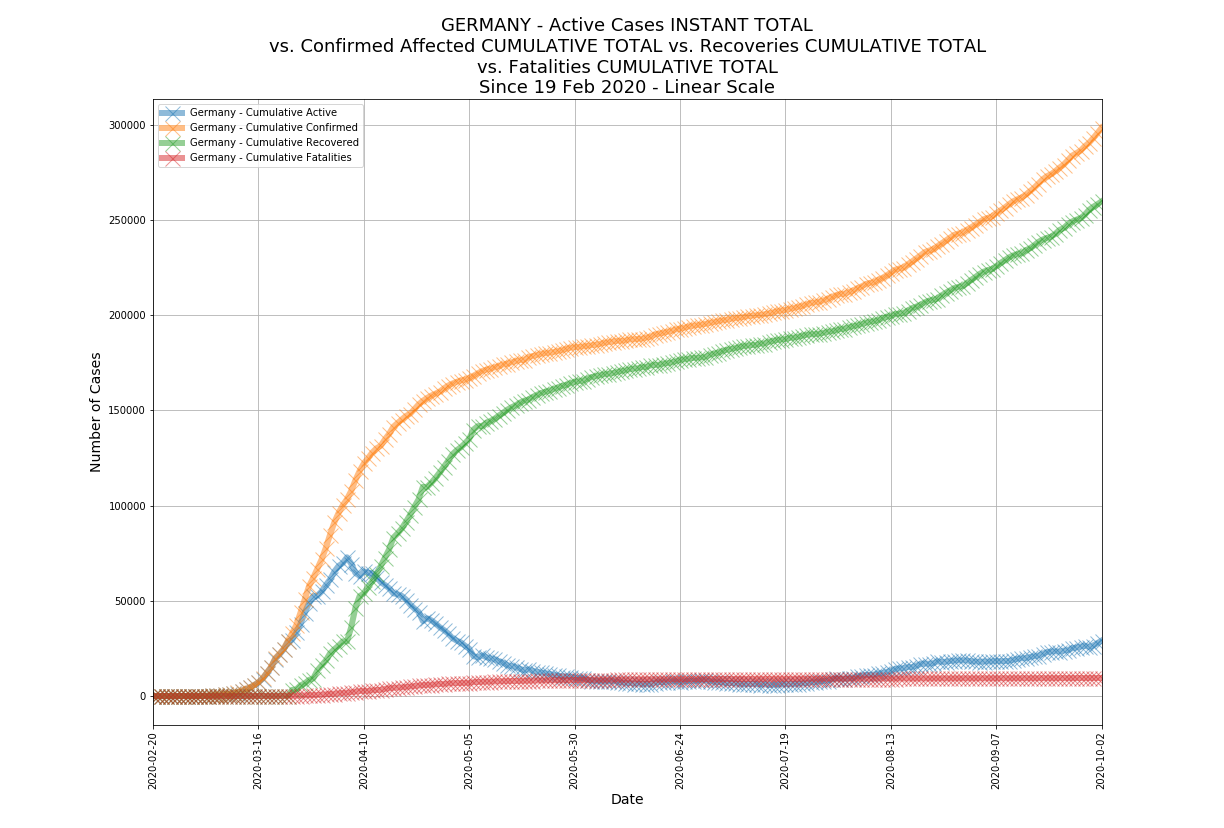 GERMANY - Active Cases INSTANT TOTAL
vs. Confirmed Affected CUMULATIVE TOTAL vs. Recoveries CUMULATIVE TOTAL
vs. Fatalities CUMULATIVE TOTAL
Since 19 Feb 2020 - Linear Scale
Germany - Cumulative Active
Germany - Cumulative Confirmed
Germany - Cumulative Recovered
Germany - Cumulative Fatalities
300000
250000
200000
150000
100000
50000
0
Number of Cases
2020-02-20
2020-03-16
2020-04-10
2020-05-05
2020-05-30
2020-06-24
2020-07-19
2020-08-13
2020-09-07
2020-10-02
Date